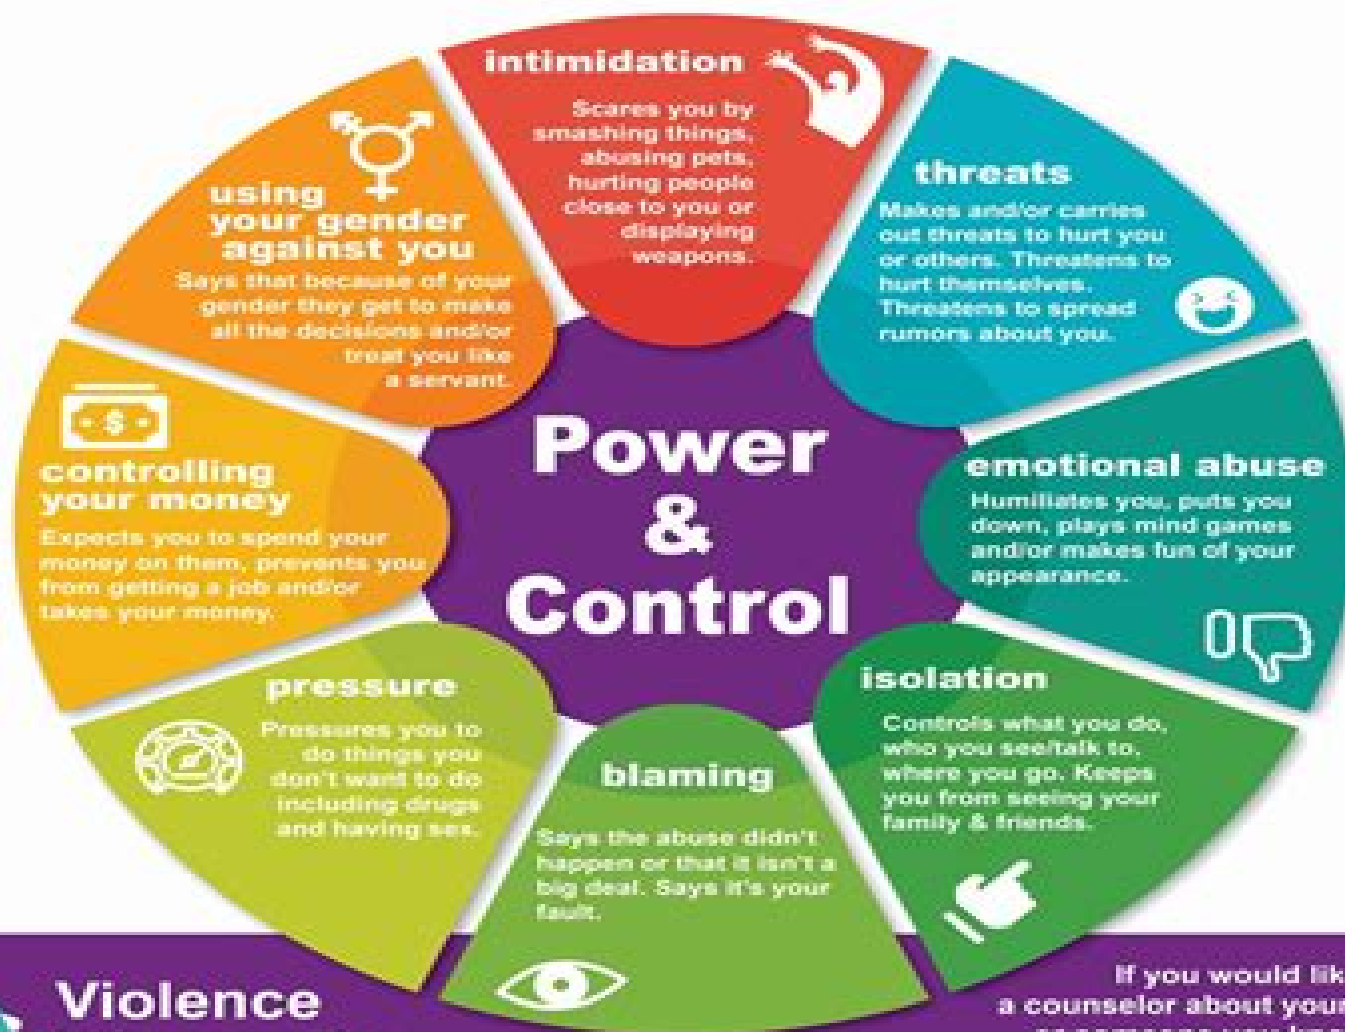 intimidation
Scares you by
smashing things,
abusing pets,
hurting people
close to you or
displaying
weapons.
threats
Makes and/or carries
out threats to hurt you
or others. Threatens to
hurt themselves.
Threatens to spread
rumors about you.
emotional abuse
Humiliates you, puts you
down, plays mind games
and/or makes fun of your
appearance.
isolation
Controls what you do,
who you see/talk to,
where you go. Keeps
you from seeing your
family & friends.
blaming
Says the abuse didn't
happen or that it isn't a
big deal. Says it's your
fault.
pressure
Pressures you to
do things you
don't want to do
including drugs
and having sex.
controlling
your money
Expects you to spend your
money on them, prevents you
from getting a job and/or
takes your money.
using
your gender
against you
Says that because of your
gender they get to make
all the decisions and/or
treat you like
a servant.
Power
&
Control
Violence
If you would lik
a counselor about your